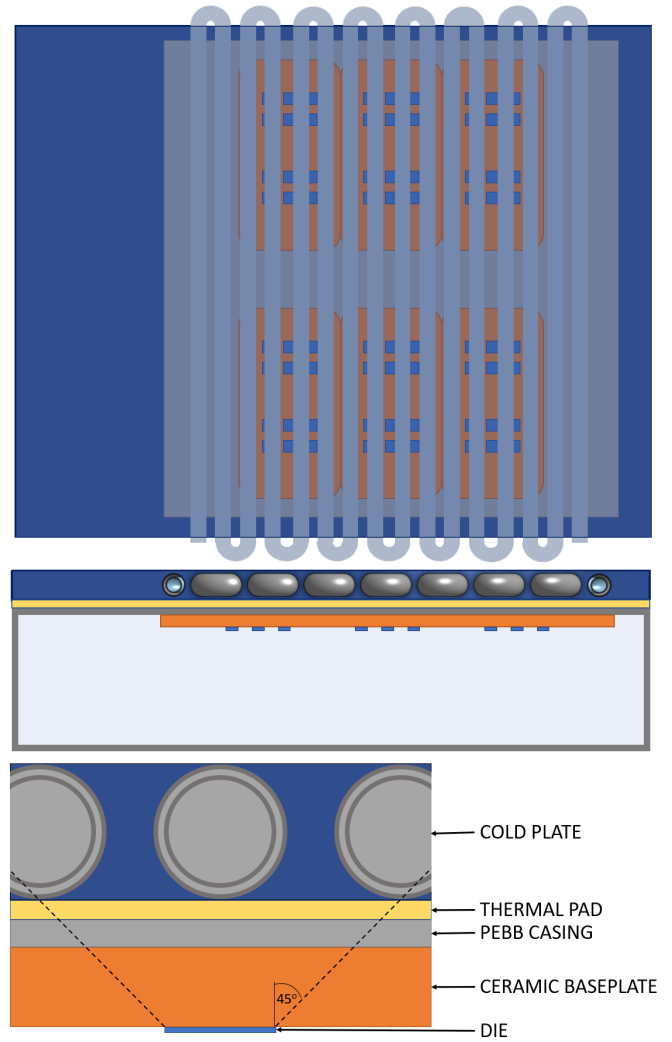 COLD PLATE
THERMAL PAD
PEBB CASING
45°
CERAMIC BASEPLATE
DIE